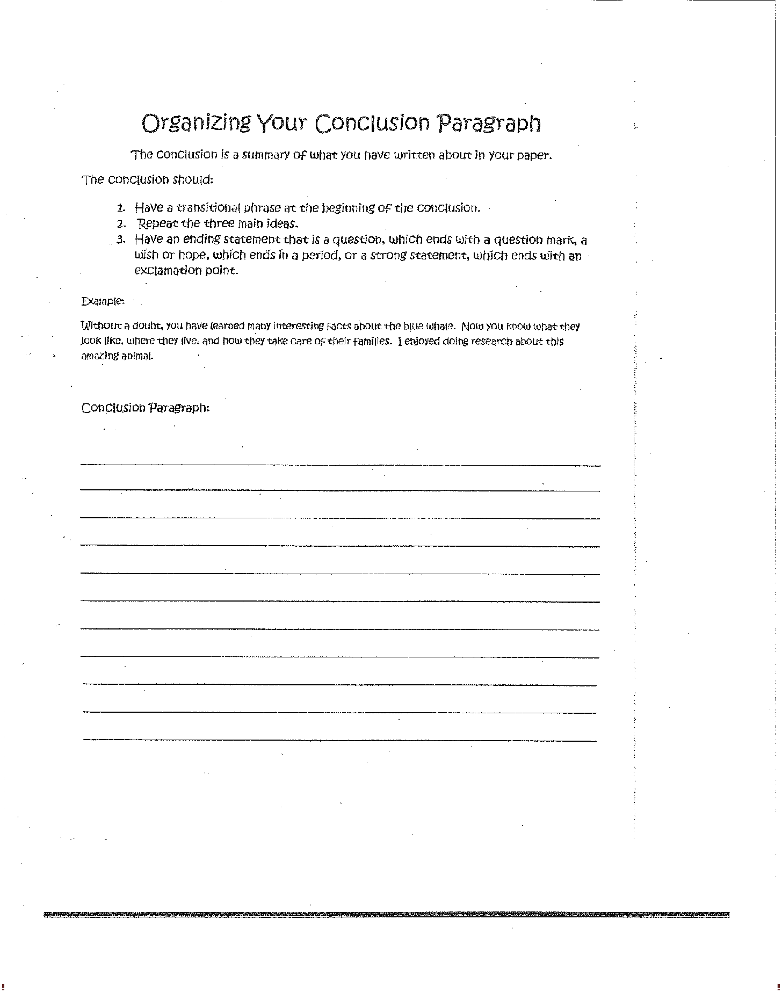 Organizing Your Conclusion Paragraph
The conclusion is a summary of what you have written about in your paper.
The conclusion should:
1. Have a transitional phrase at the beginning of the conclusion.
2. Repeat the three main ideas.
3. Have an ending statement that is a question, which ends with a question mark, a
wish or hope, which ends in a period, or a strong statement, which ends with an
exclamation point.
Example:
Without a doubt, you have learned many interesting facts about the blue whale. Now you know what they
look like, where they live, and how they take care of their families. I enjoyed doing research about this
amazing animal.
Conclusion Paragraph: